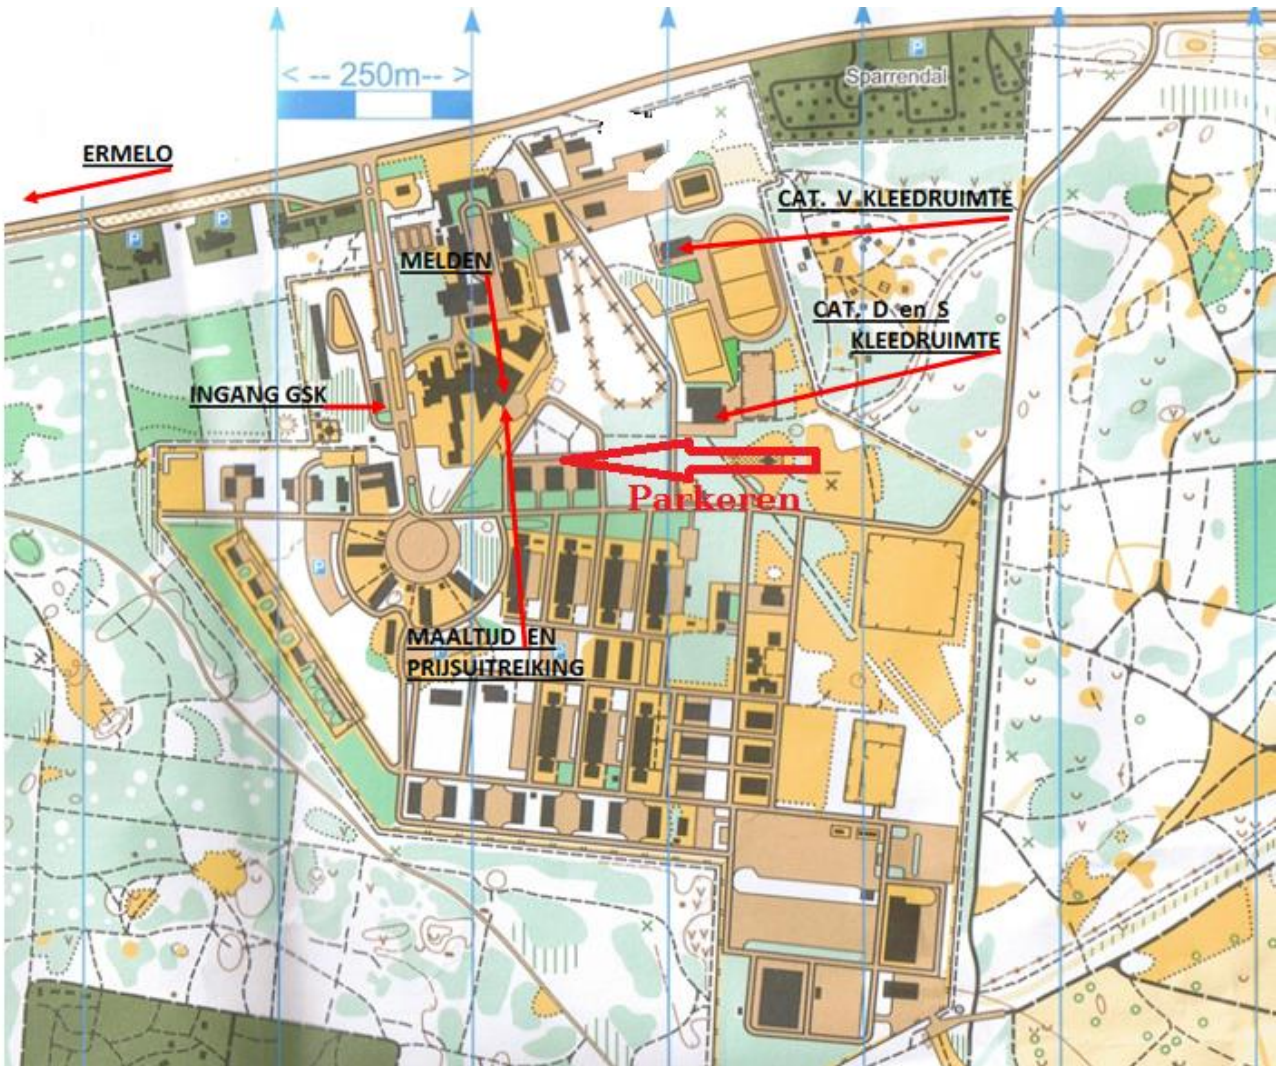 < -- 250m-- >
P
Sparrendal
ERMELO
CAT. V KLEEDRUIMTE
P
P
MELDEN
CAT. D en S
KLEEDRUIMTE
INGANG GSK
Parkeren
P
MAALTIJD EN
PRIJSUITREIKING